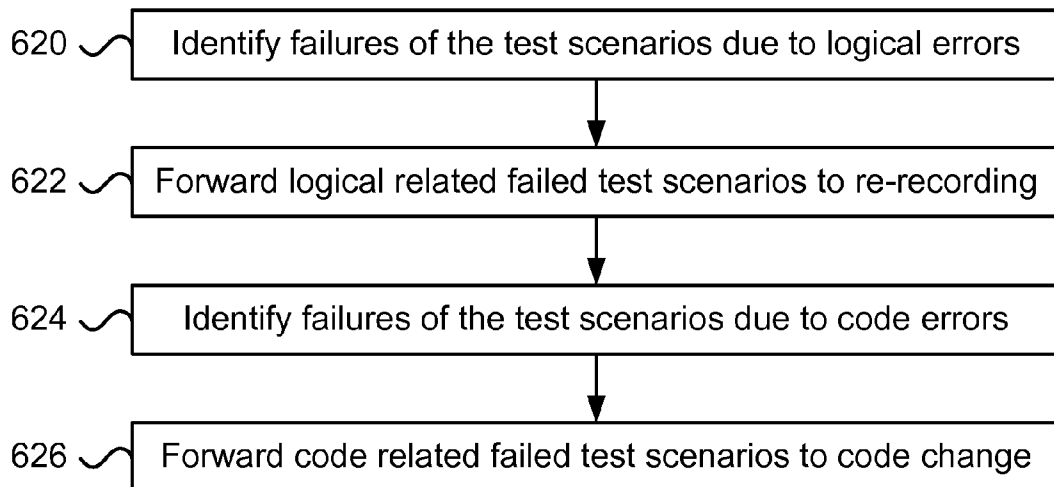 620 Identify failures of the test scenarios due to logical errors
622 Forward logical related failed test scenarios to re-recording
624 Identify failures of the test scenarios due to code errors
626 Forward code related failed test scenarios to code change